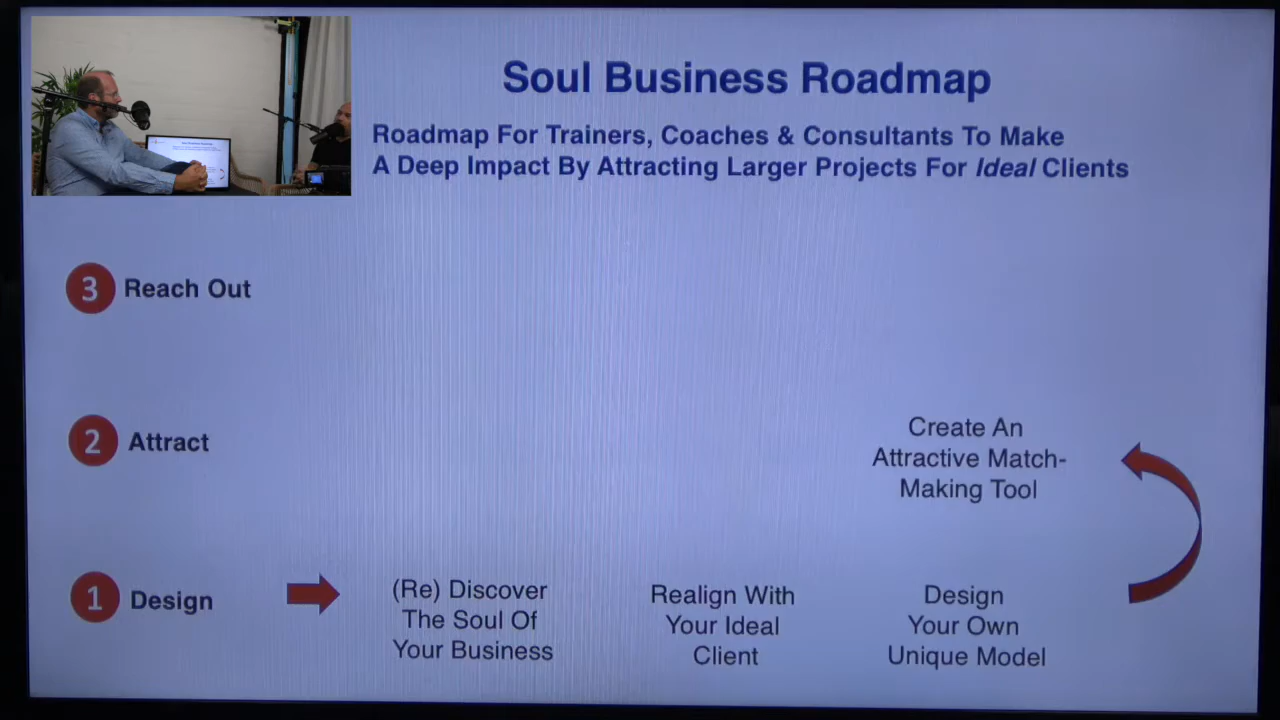 Soul Business Roadmap
Roadmap For Trainers, Coaches & Consultants To Make
A Deep Impact By Attracting Larger Projects For Ideal Clients
3 Reach Out
2 Attract
Create An
Attractive Match-
Making Tool
1 Design
(Re) Discover
The Soul Of
Your Business
Realign With
Your Ideal
Client
Design
Your Own
Unique Model